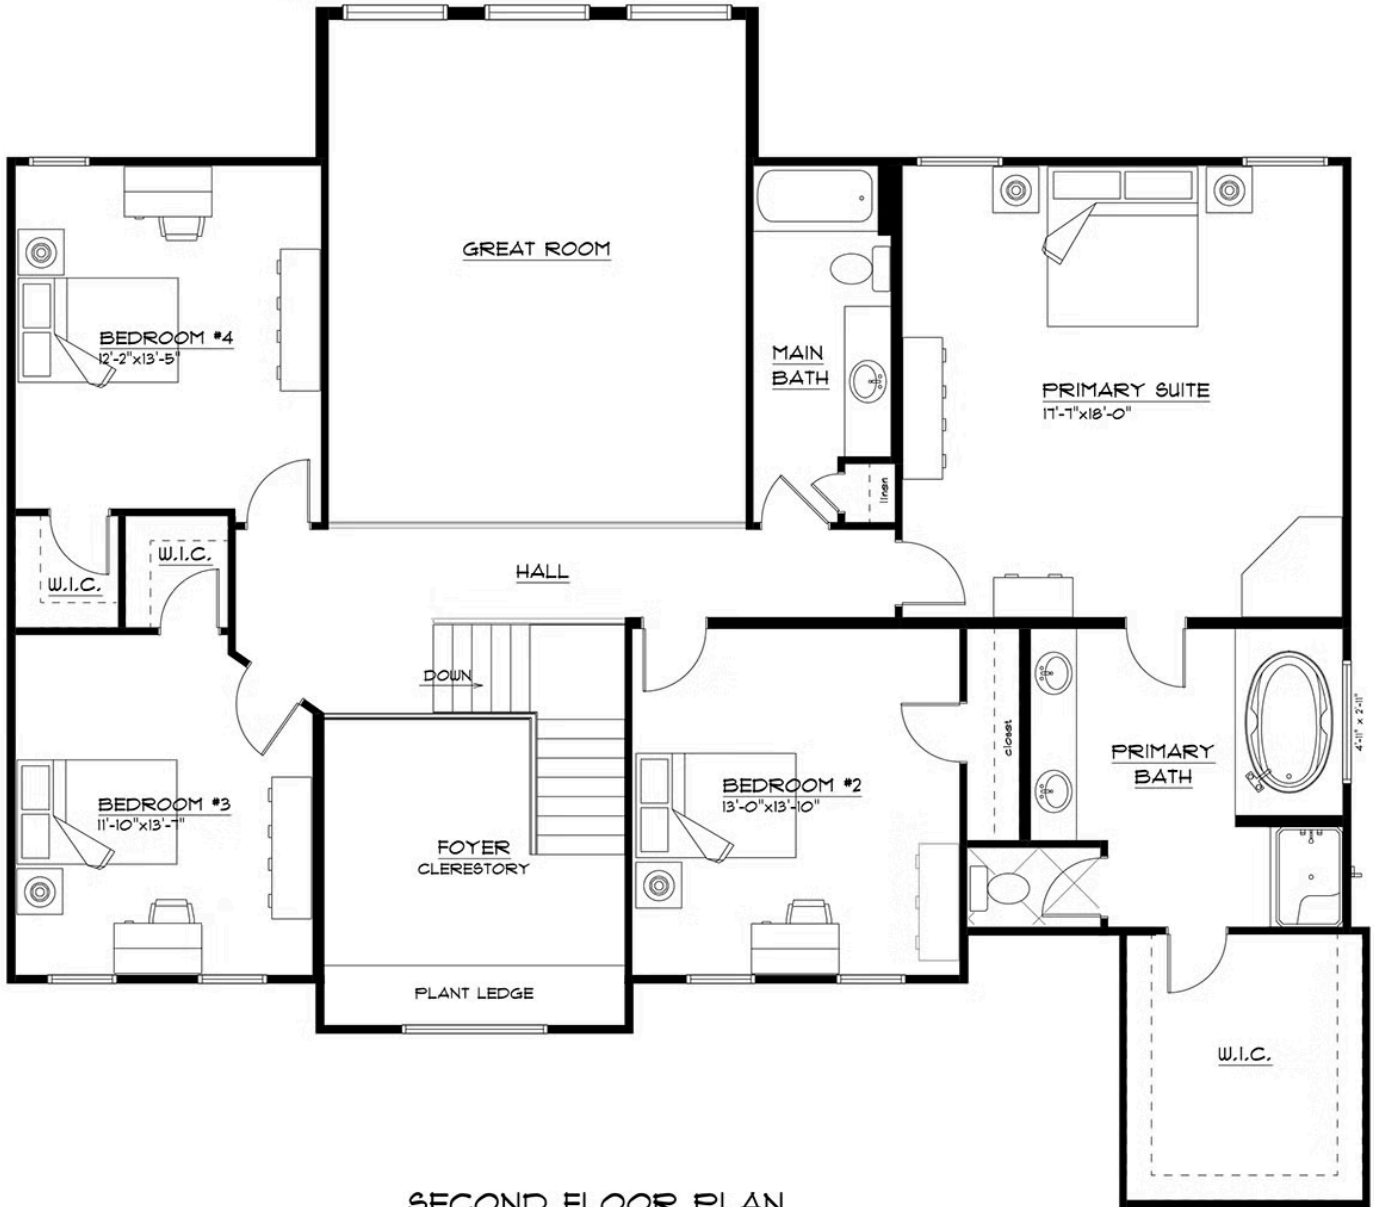 GREAT ROOM
BEDROOM #4
12'-2"x13'-5"
MAIN
BATH
PRIMARY SUITE
17'-7"x18'-0"
linen
W.I.C.
W.I.C.
HALL
DOWN
closet
4'-11" x 2'-11"
PRIMARY
BATH
BEDROOM #2
13'-0"x13'-10"
BEDROOM #3
11'-10"x13'-7"
FOYER
CLERESTORY
PLANT LEDGE
W.I.C.
SECOND FLOOR PLAN